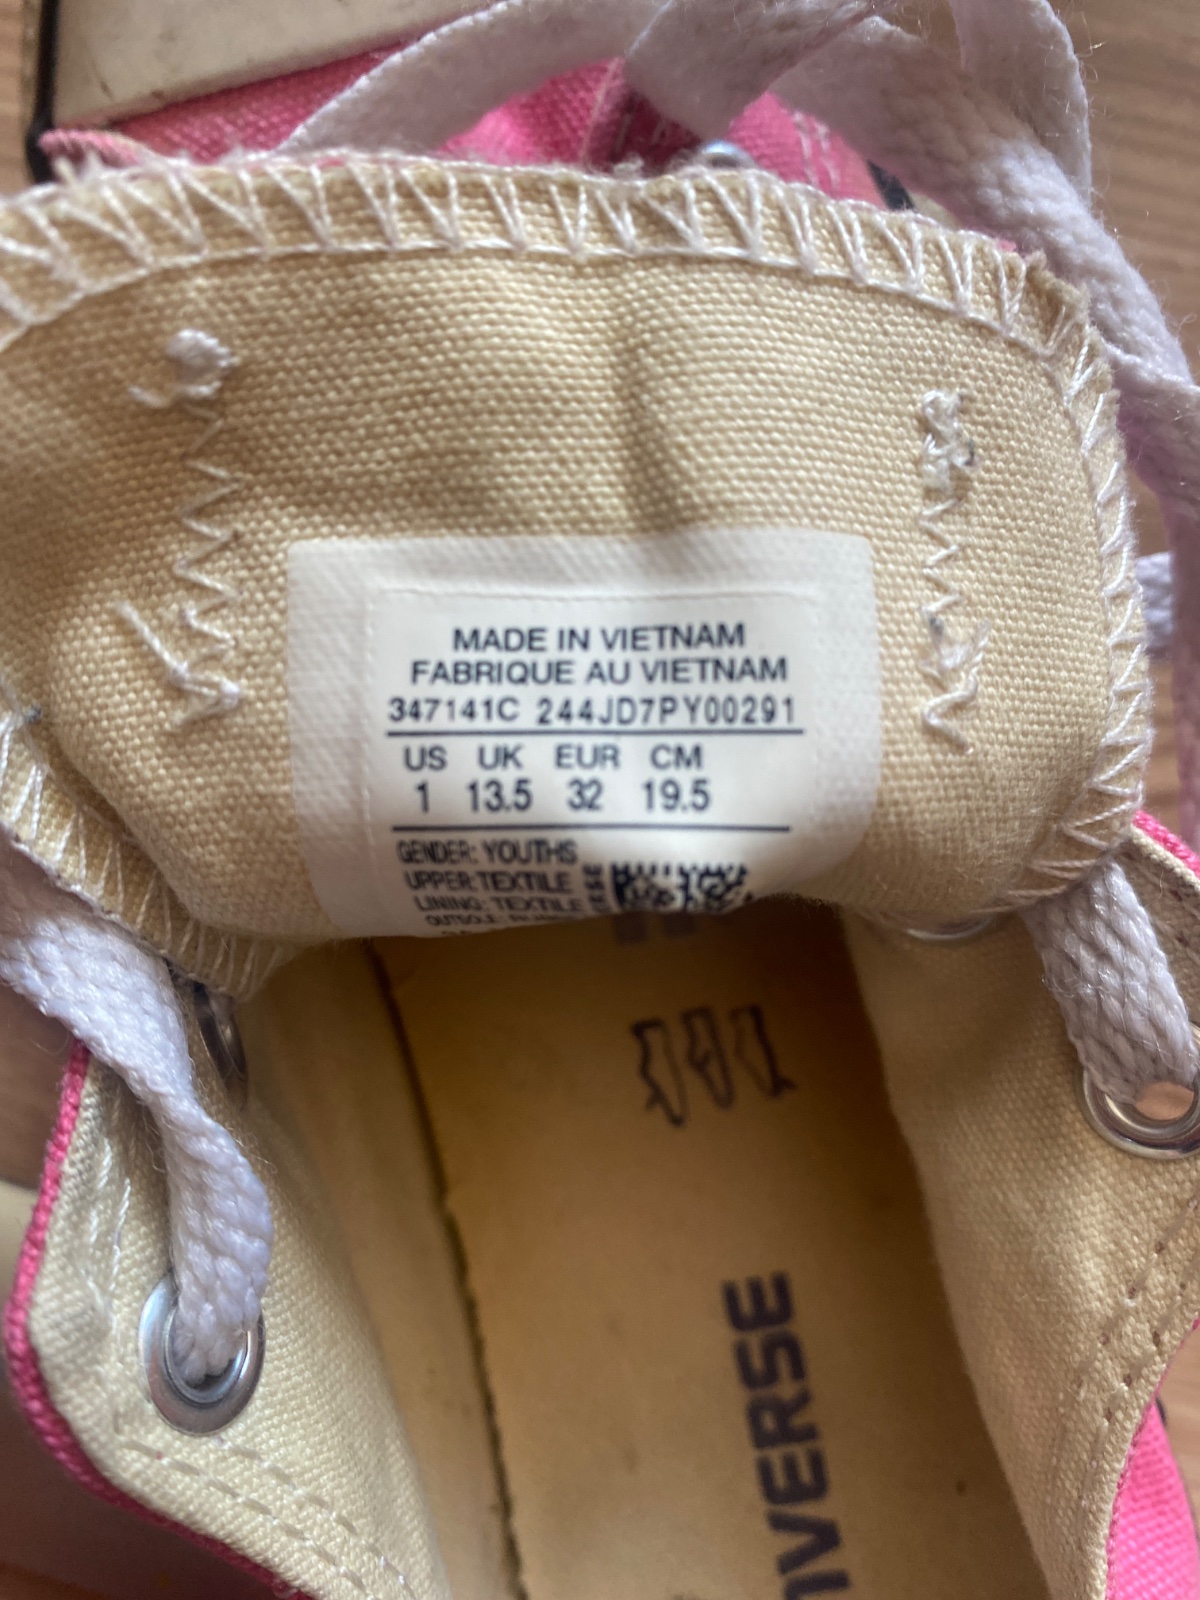 MADE IN VIETNAM
FABRIQUE AU VIETNAM
347141C 244JD7PY00291
US UK EUR CM
1 13.5 32 19.5
GENDER: YOUTHS
UPPER: TEXTILE
LINING: TEXTILE
OUTSOLE:
VERSE